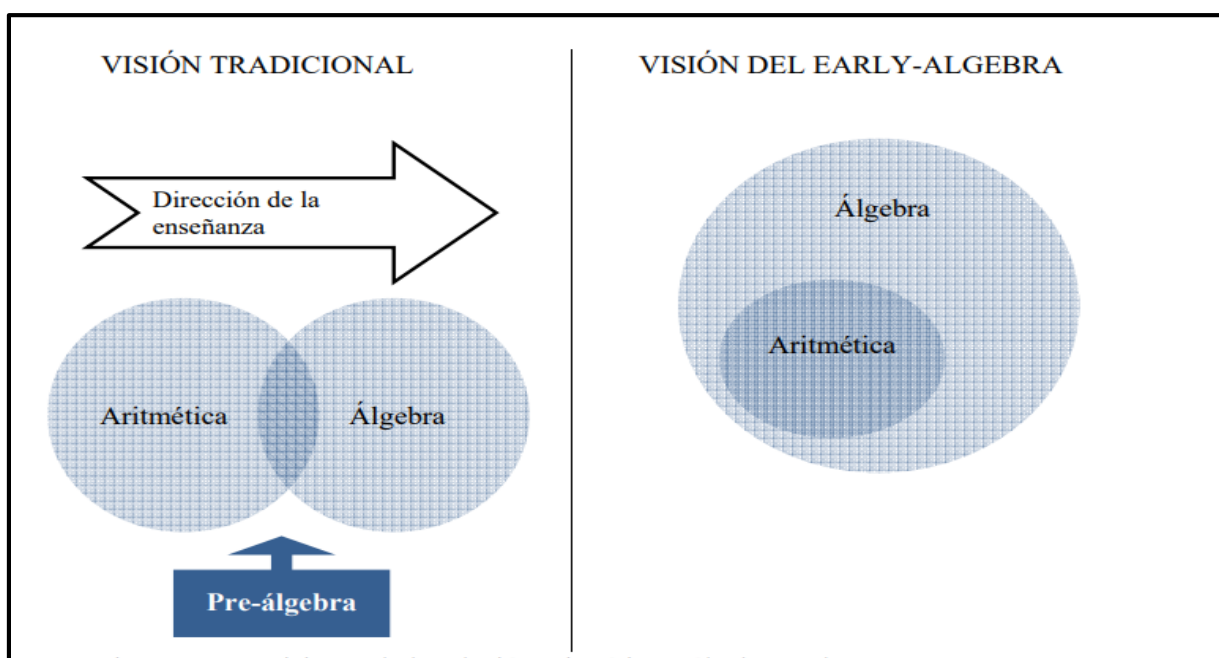 VISIÓN TRADICIONAL
Dirección de la
enseñanza
Aritmética
Álgebra
Pre-álgebra
VISIÓN DEL EARLY-ALGEBRA
Álgebra
Aritmética